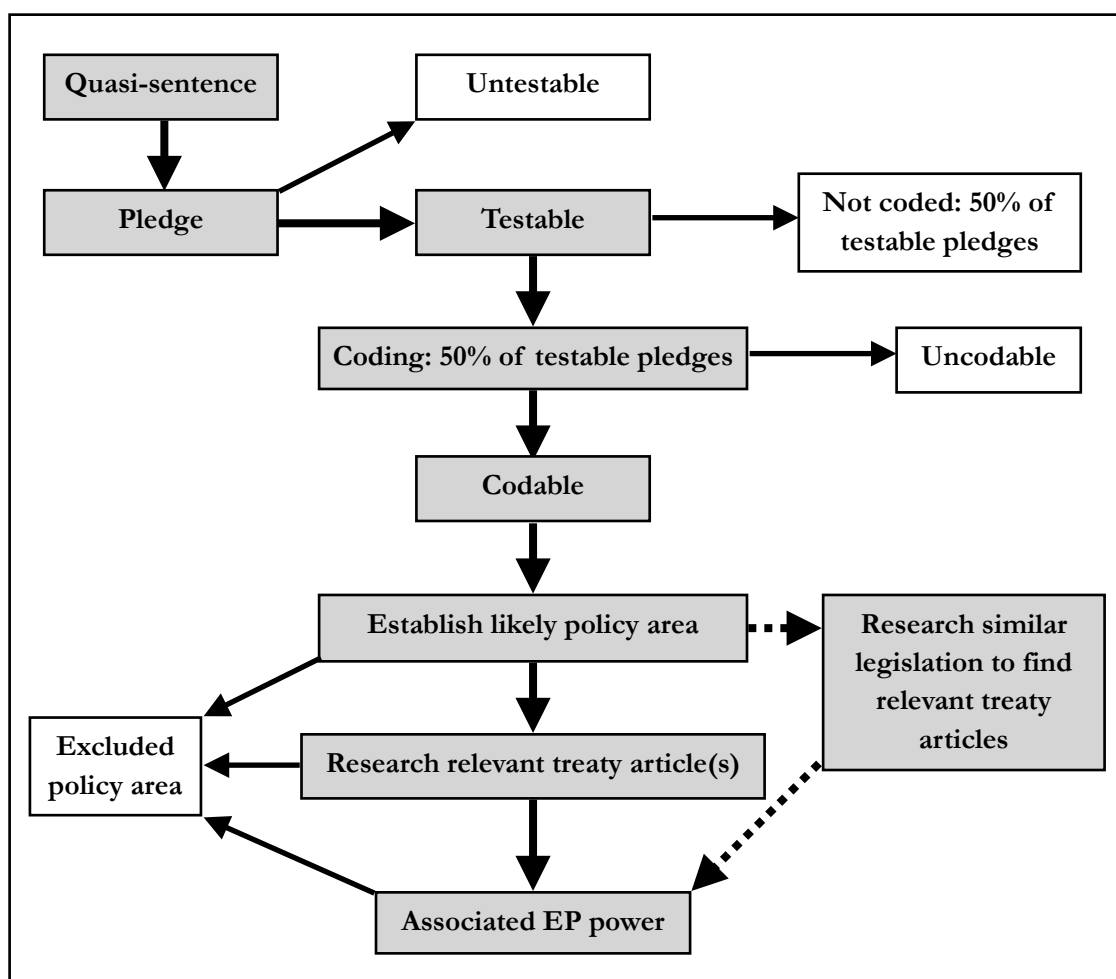 Quasi-sentence
Untestable
Pledge
Testable
Not coded: 50% of
testable pledges
Coding: 50% of testable pledges
Uncodable
Codable
Establish likely policy area
Research similar
legislation to find
relevant treaty
articles
Excluded
policy area
Research relevant treaty article(s)
Associated EP power